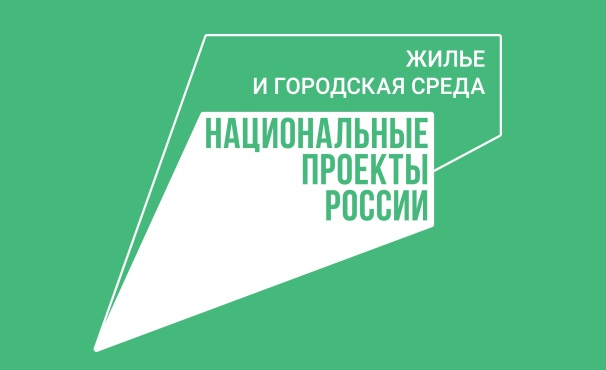 ЖИЛЬЕ
И ГОРОДСКАЯ СРЕДА
НАЦИОНАЛЬНЫЕ
ПРОЕКТЫ
РОССИИ